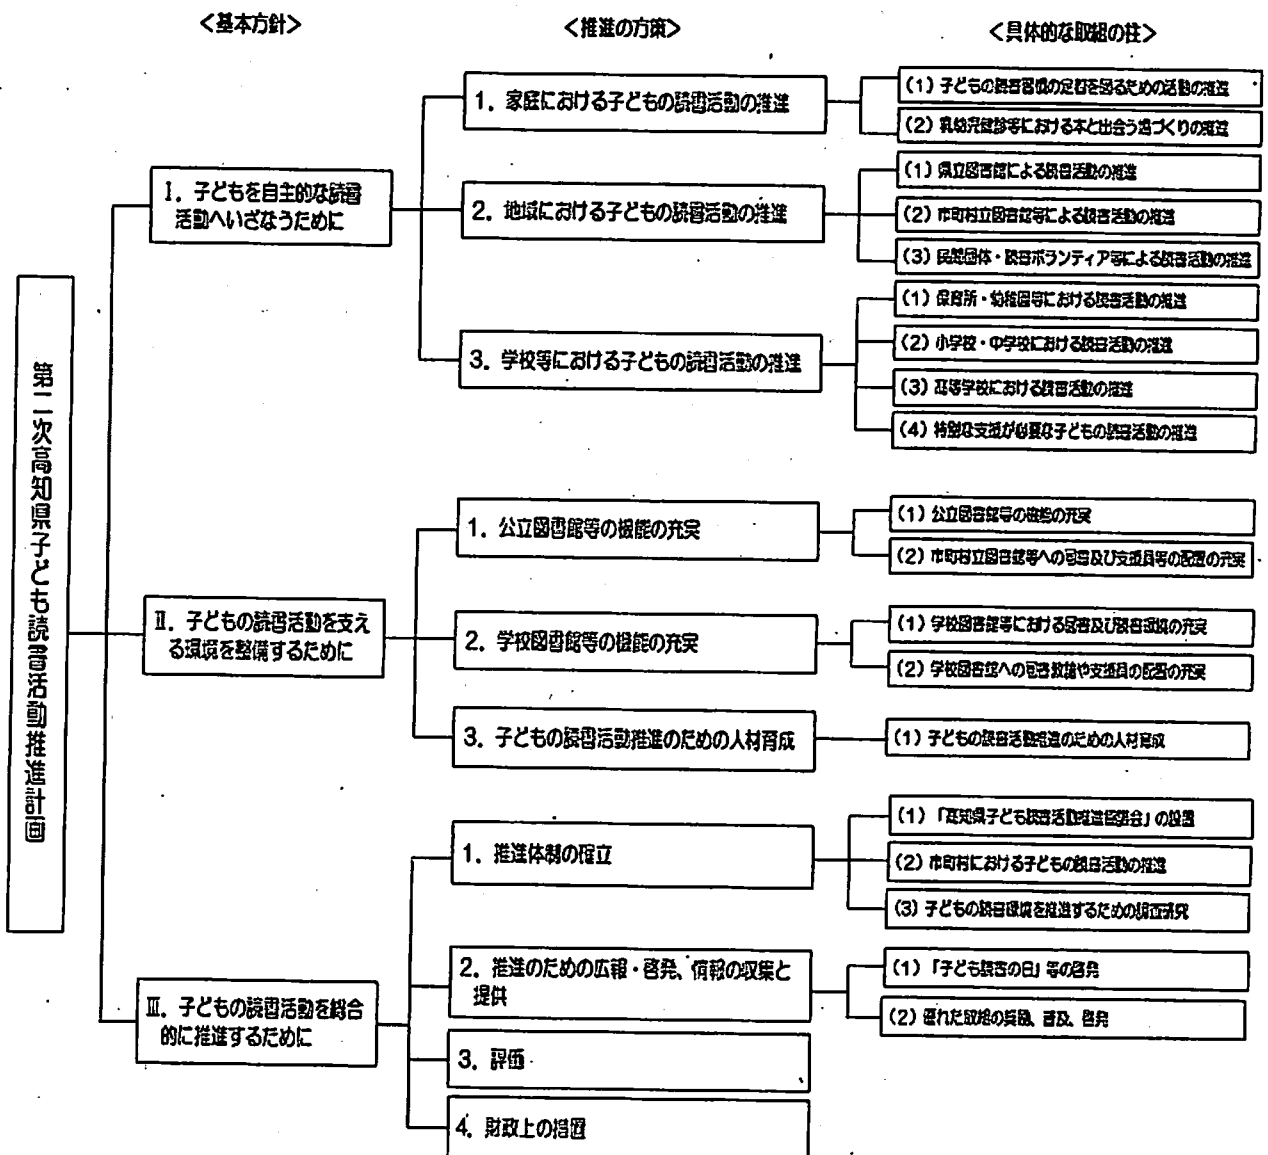 <基本方針>
<推進の方策>
<具体的な取組の柱>
第二次高知県子ども読書活動推進計画
Ⅰ. 子どもを自主的な読書
活動へいざなうために
1. 家庭における子どもの読書活動の推進
(1) 子どもの読書習慣の定着を図るための活動の推進
(2) 乳幼児健診等における本と出会う場づくりの推進
2. 地域における子どもの読書活動の推進
(1) 県立図書館による読書活動の推進
(2) 市町村立図書館等による読書活動の推進
(3) 民間団体・読書ボランティア等による読書活動の推進
3. 学校等における子どもの読書活動の推進
(1) 保育所・幼稚園等における読書活動の推進
(2) 小学校・中学校における読書活動の推進
(3) 高等学校における読書活動の推進
(4) 特別な支援が必要な子どもの読書活動の推進
Ⅱ. 子どもの読書活動を支え
る環境を整備するために
1. 公立図書館等の機能の充実
(1) 公立図書館等の機能の充実
(2) 市町村立図書館等への司書及び支援員等の配置の充実
2. 学校図書館等の機能の充実
(1) 学校図書館等における図書及び読書環境の充実
(2) 学校図書館への司書教諭や支援員の配置の充実
3. 子どもの読書活動推進のための人材育成
(1) 子どもの読書活動推進のための人材育成
Ⅲ. 子どもの読書活動を総合
的に推進するために
1. 推進体制の確立
(1) 「高知県子ども読書活動推進協議会」の設置
(2) 市町村における子どもの読書活動の推進
(3) 子どもの読書環境を推進するための調査研究
2. 推進のための広報・啓発、情報の収集と
提供
(1) 「子ども読書の日」等の啓発
(2) 優れた取組の奨励、普及、啓発
3. 評価
4. 財政上の措置